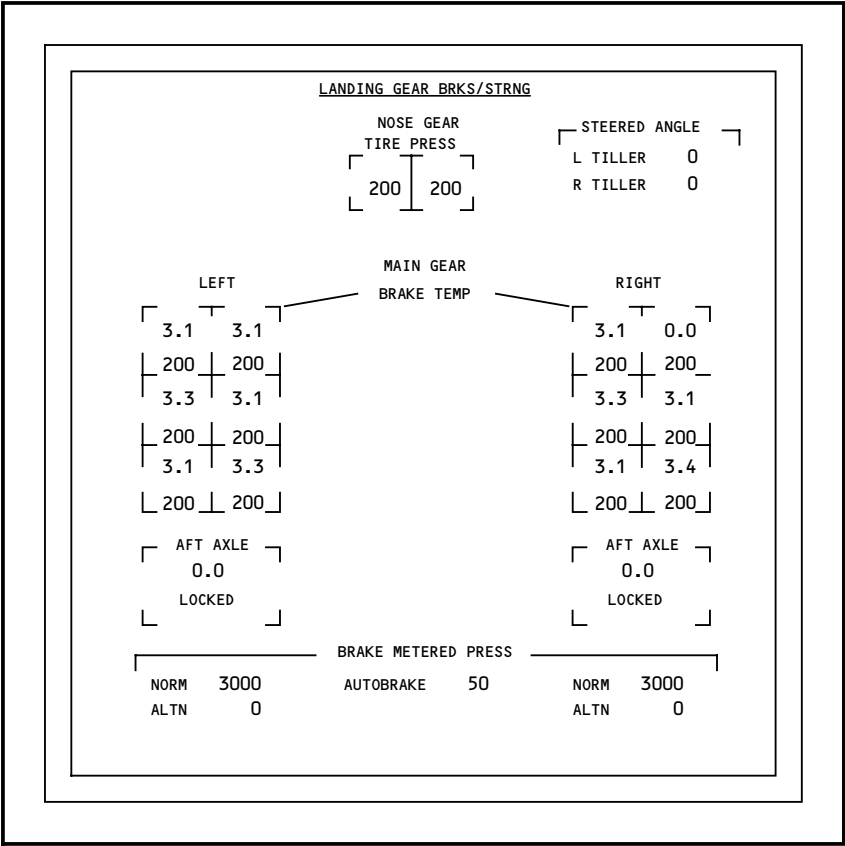 LANDING GEAR BRKS/STRNG
NOSE GEAR
TIRE PRESS
200 200
STEERED ANGLE
L TILLER 0
R TILLER 0
MAIN GEAR
BRAKE TEMP
LEFT
3.1 3.1
200 200
3.3 3.1
200 200
3.1 3.3
200 200
AFT AXLE
0.0
LOCKED
RIGHT
3.1 0.0
200 200
3.3 3.1
200 200
3.1 3.4
200 200
AFT AXLE
0.0
LOCKED
BRAKE METERED PRESS
NORM 3000 AUTOBRAKE 50 NORM 3000
ALTN 0 ALTN 0